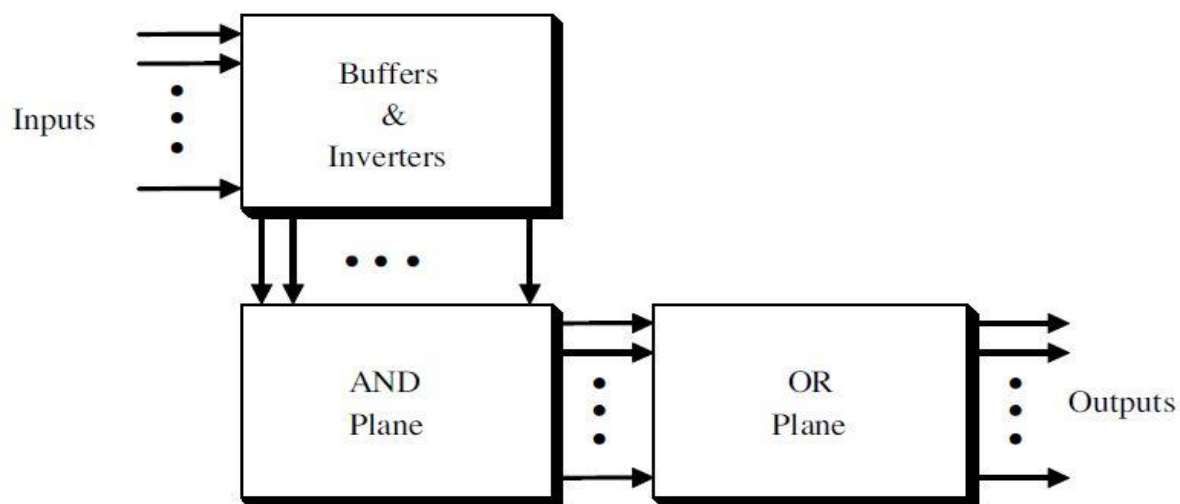 Buffers
&
Inverters
Inputs
AND
Plane
OR
Plane
Outputs